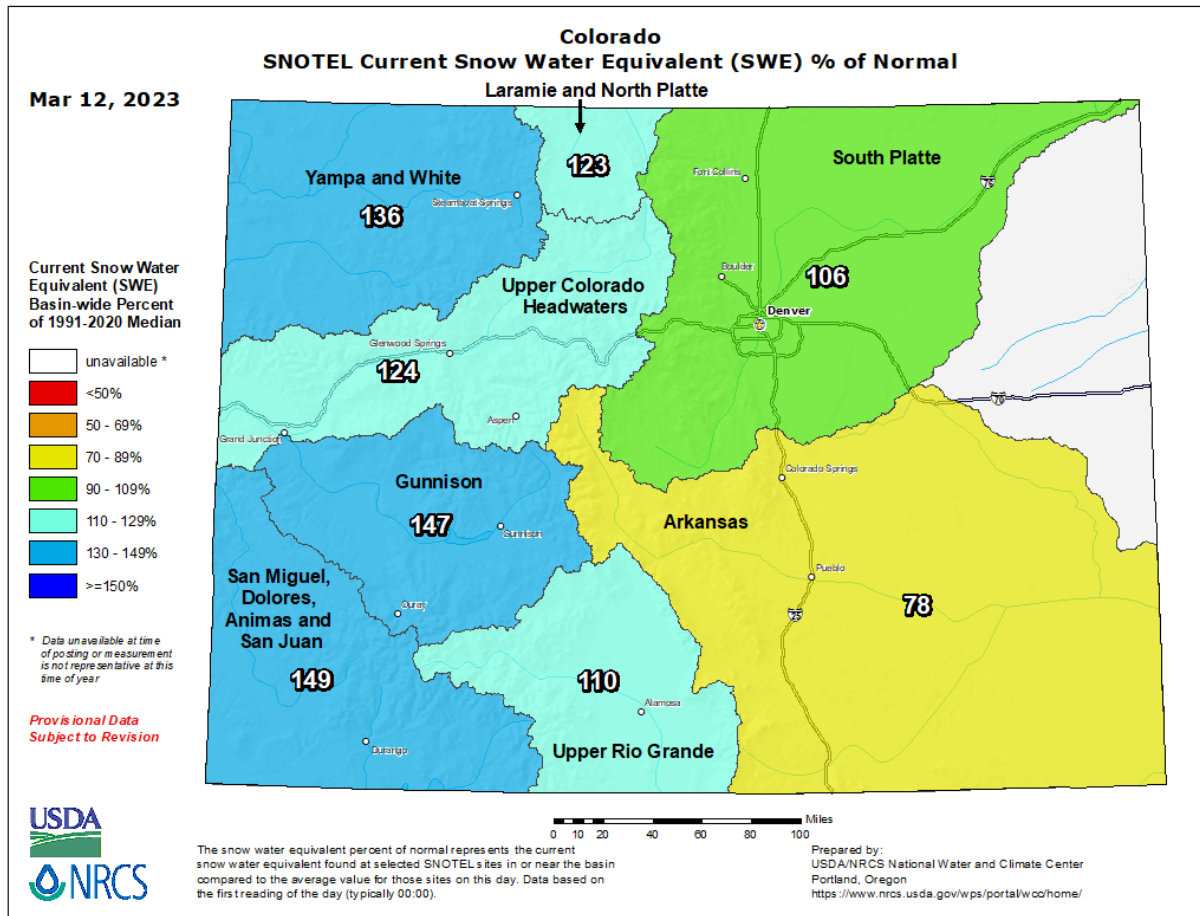 Colorado
SNOTEL Current Snow Water Equivalent (SWE) % of Normal
Mar 12, 2023
Laramie and North Platte
123
South Platte
Fort Collins
76
Yampa and White
Steamboat Springs
136
Current Snow Water
Equivalent (SWE)
Basin-wide Percent
of 1991-2020 Median
unavailable *
<50%
50 - 69%
70 - 89%
90 - 109%
110 - 129%
130 - 149%
>=150%
* Data unavailable at time
of posting or measurement
is not representative at this
time of year
Provisional Data
Subject to Revision
Upper Colorado
Headwaters
Boulder
106
Denver
Glenwood Springs
124
Aspen
70
Grand Junction
Colorado Springs
Gunnison
147
Gunnison
Arkansas
Pueblo
San Miguel,
Dolores,
Animas and
San Juan
Ouray
78
25
149
110
Alamosa
Durango
Upper Rio Grande
Miles
0 10 20 40 60 80 100
USDA
NRCS
The snow water equivalent percent of normal represents the current
snow water equivalent found at selected SNOTEL sites in or near the basin
compared to the average value for those sites on this day. Data based on
the first reading of the day (typically 00:00).
Prepared by:
USDA/NRCS National Water and Climate Center
Portland, Oregon
https://www.nrcs.usda.gov/wps/portal/wcc/home/